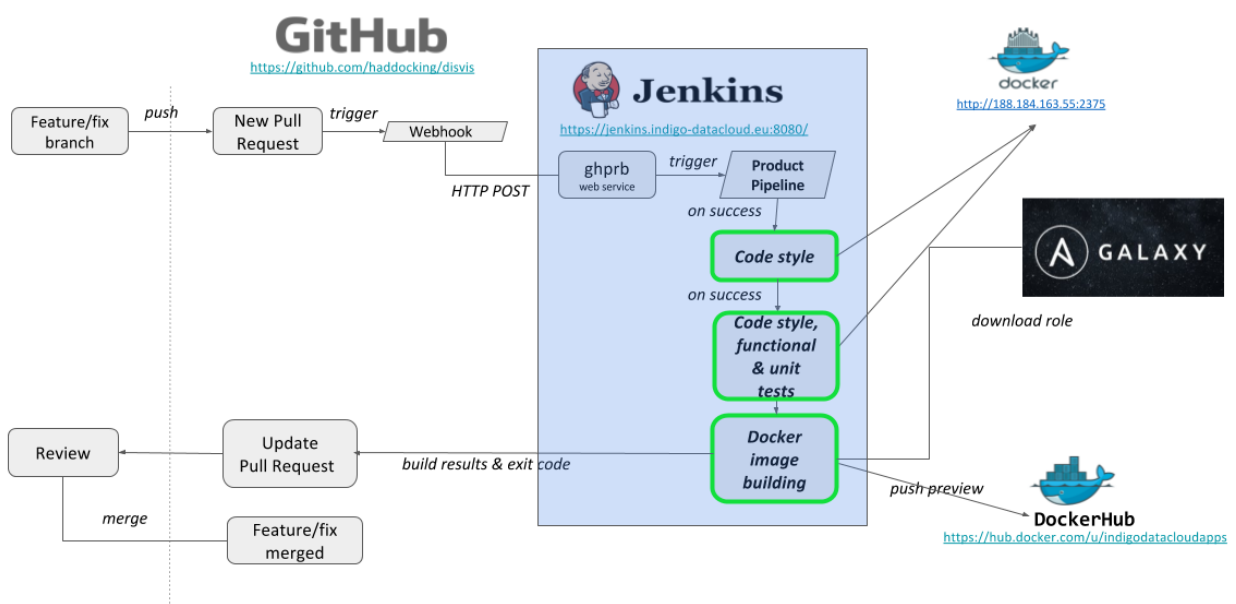 GitHub
https://github.com/haddocking/disvis
Jenkins
https://jenkins.indigo-datacloud.eu:8080/
docker
http://188.184.163.55:2375
Feature/fix
branch
push
New Pull
Request
trigger
Webhook
HTTP POST
ghprb
web service
trigger
Product
Pipeline
on success
Code style
on success
Code style,
functional
& unit
tests
Docker
image
building
GALAXY
download role
push preview
DockerHub
https://hub.docker.com/u/indigodatacloudapps
build results & exit code
Update
Pull Request
Review
merge
Feature/fix
merged